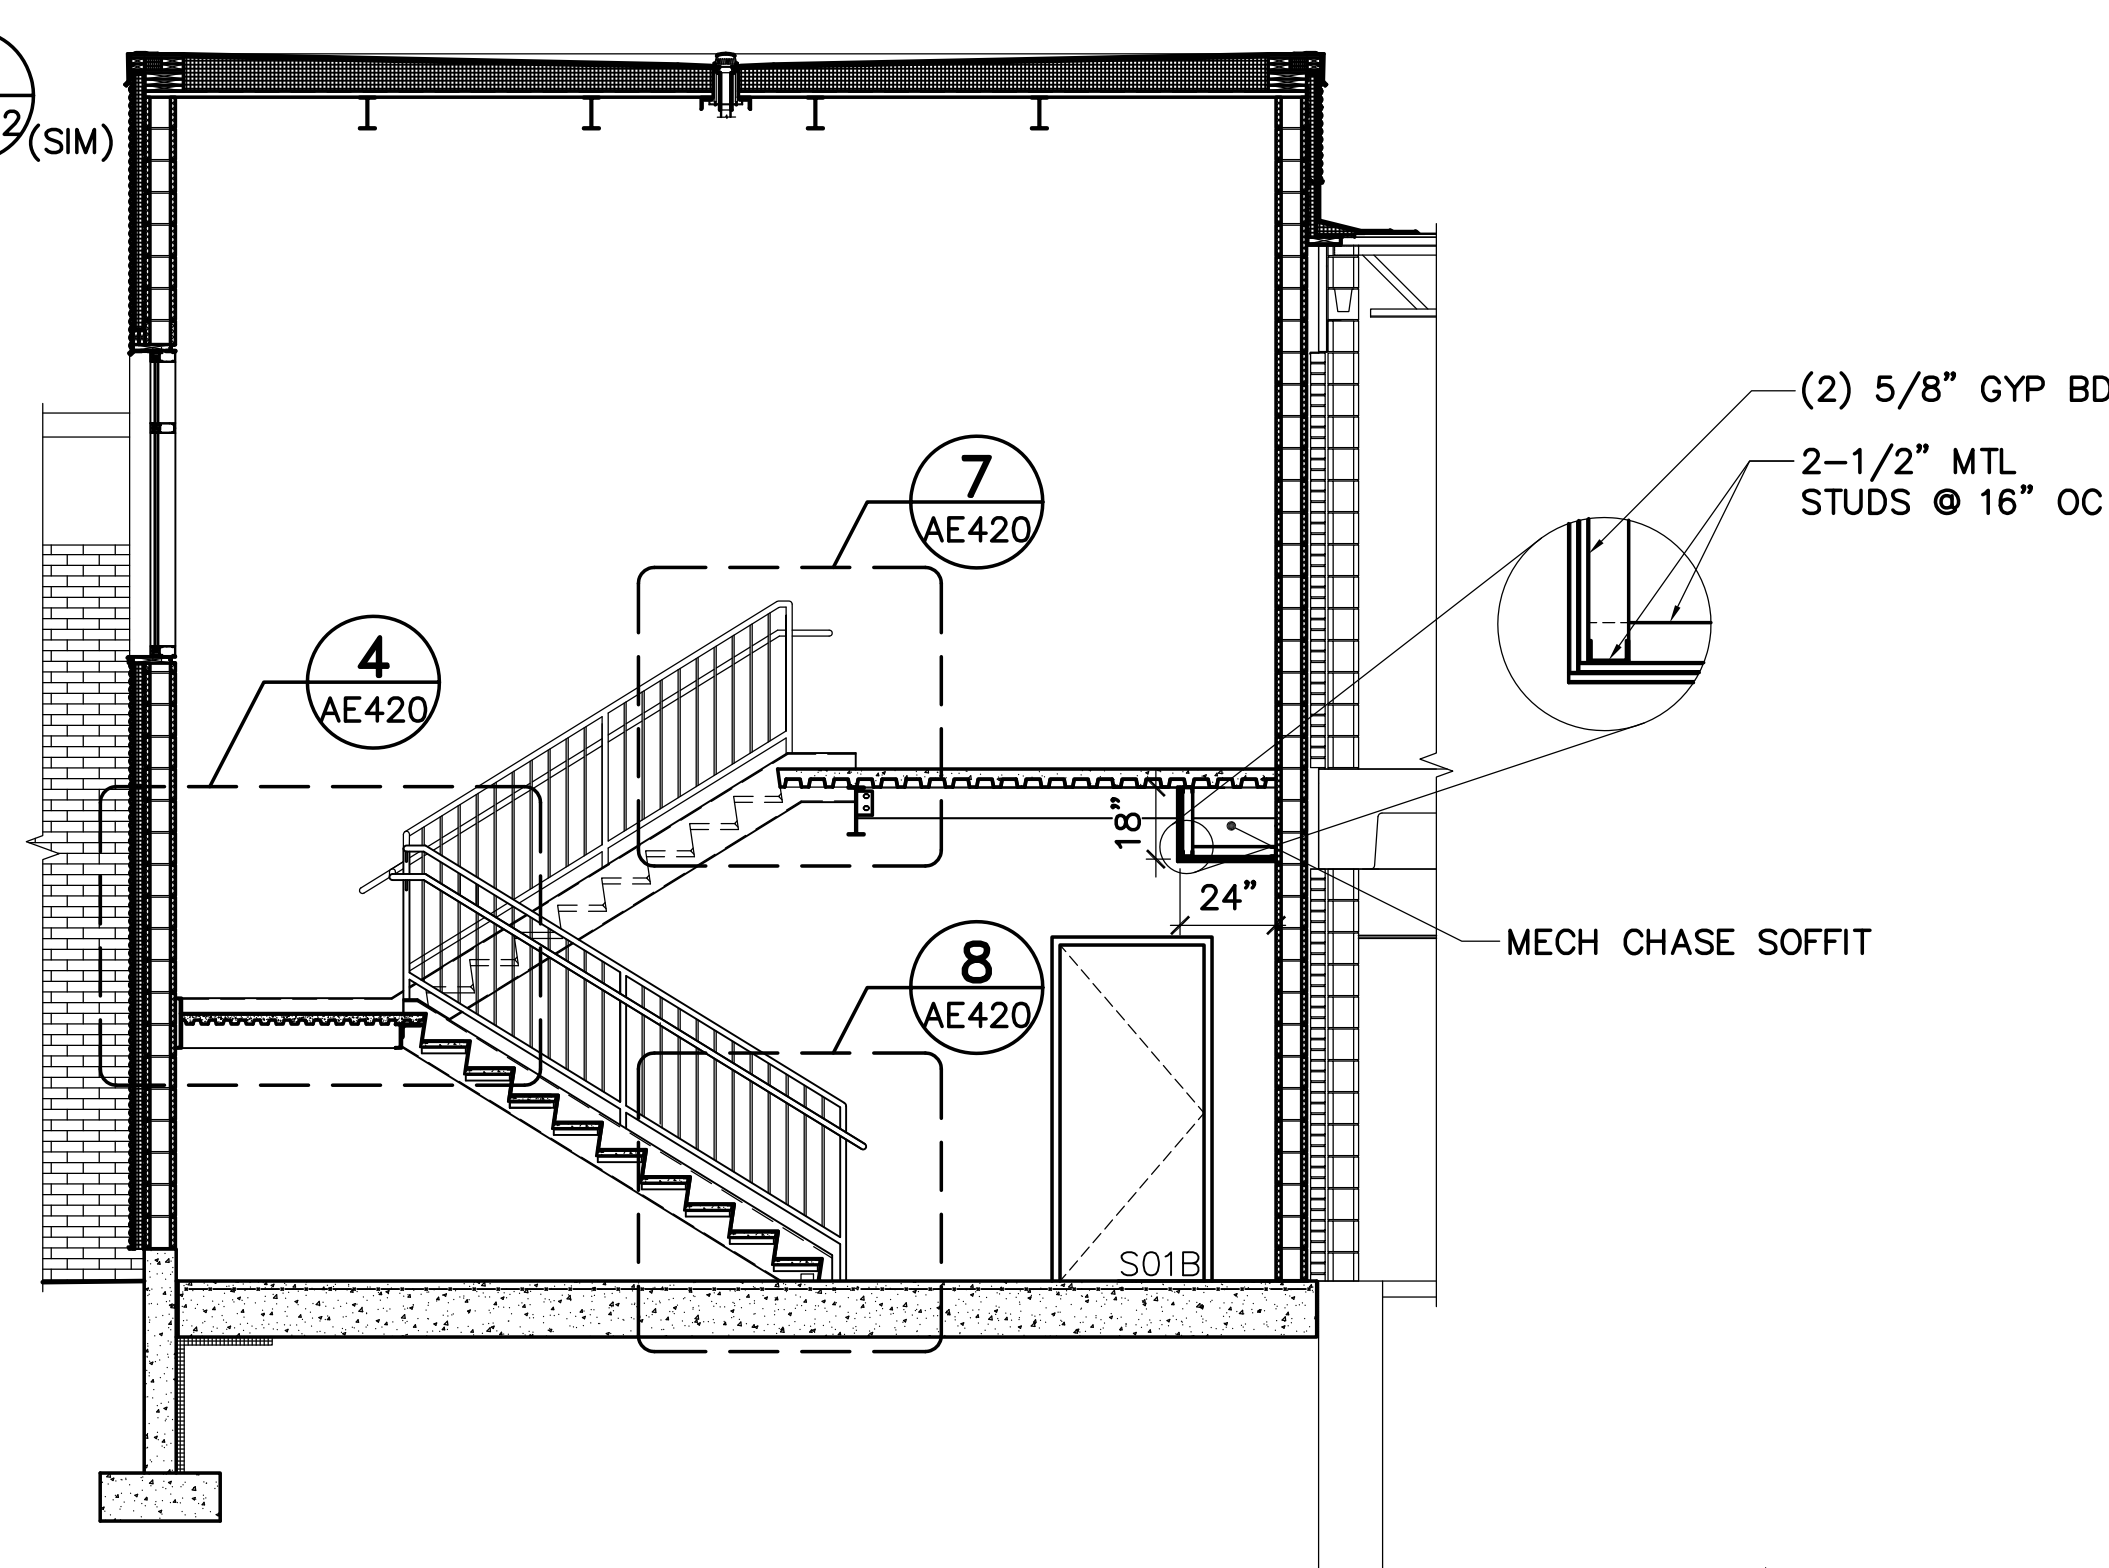 2
(SIM)
(2) 5/8” GYP BD
2-1/2” MTL
STUDS @ 16” OC
7
AE420
4
AE420
18”
24”
8
AE420
MECH CHASE SOFFIT
S01B